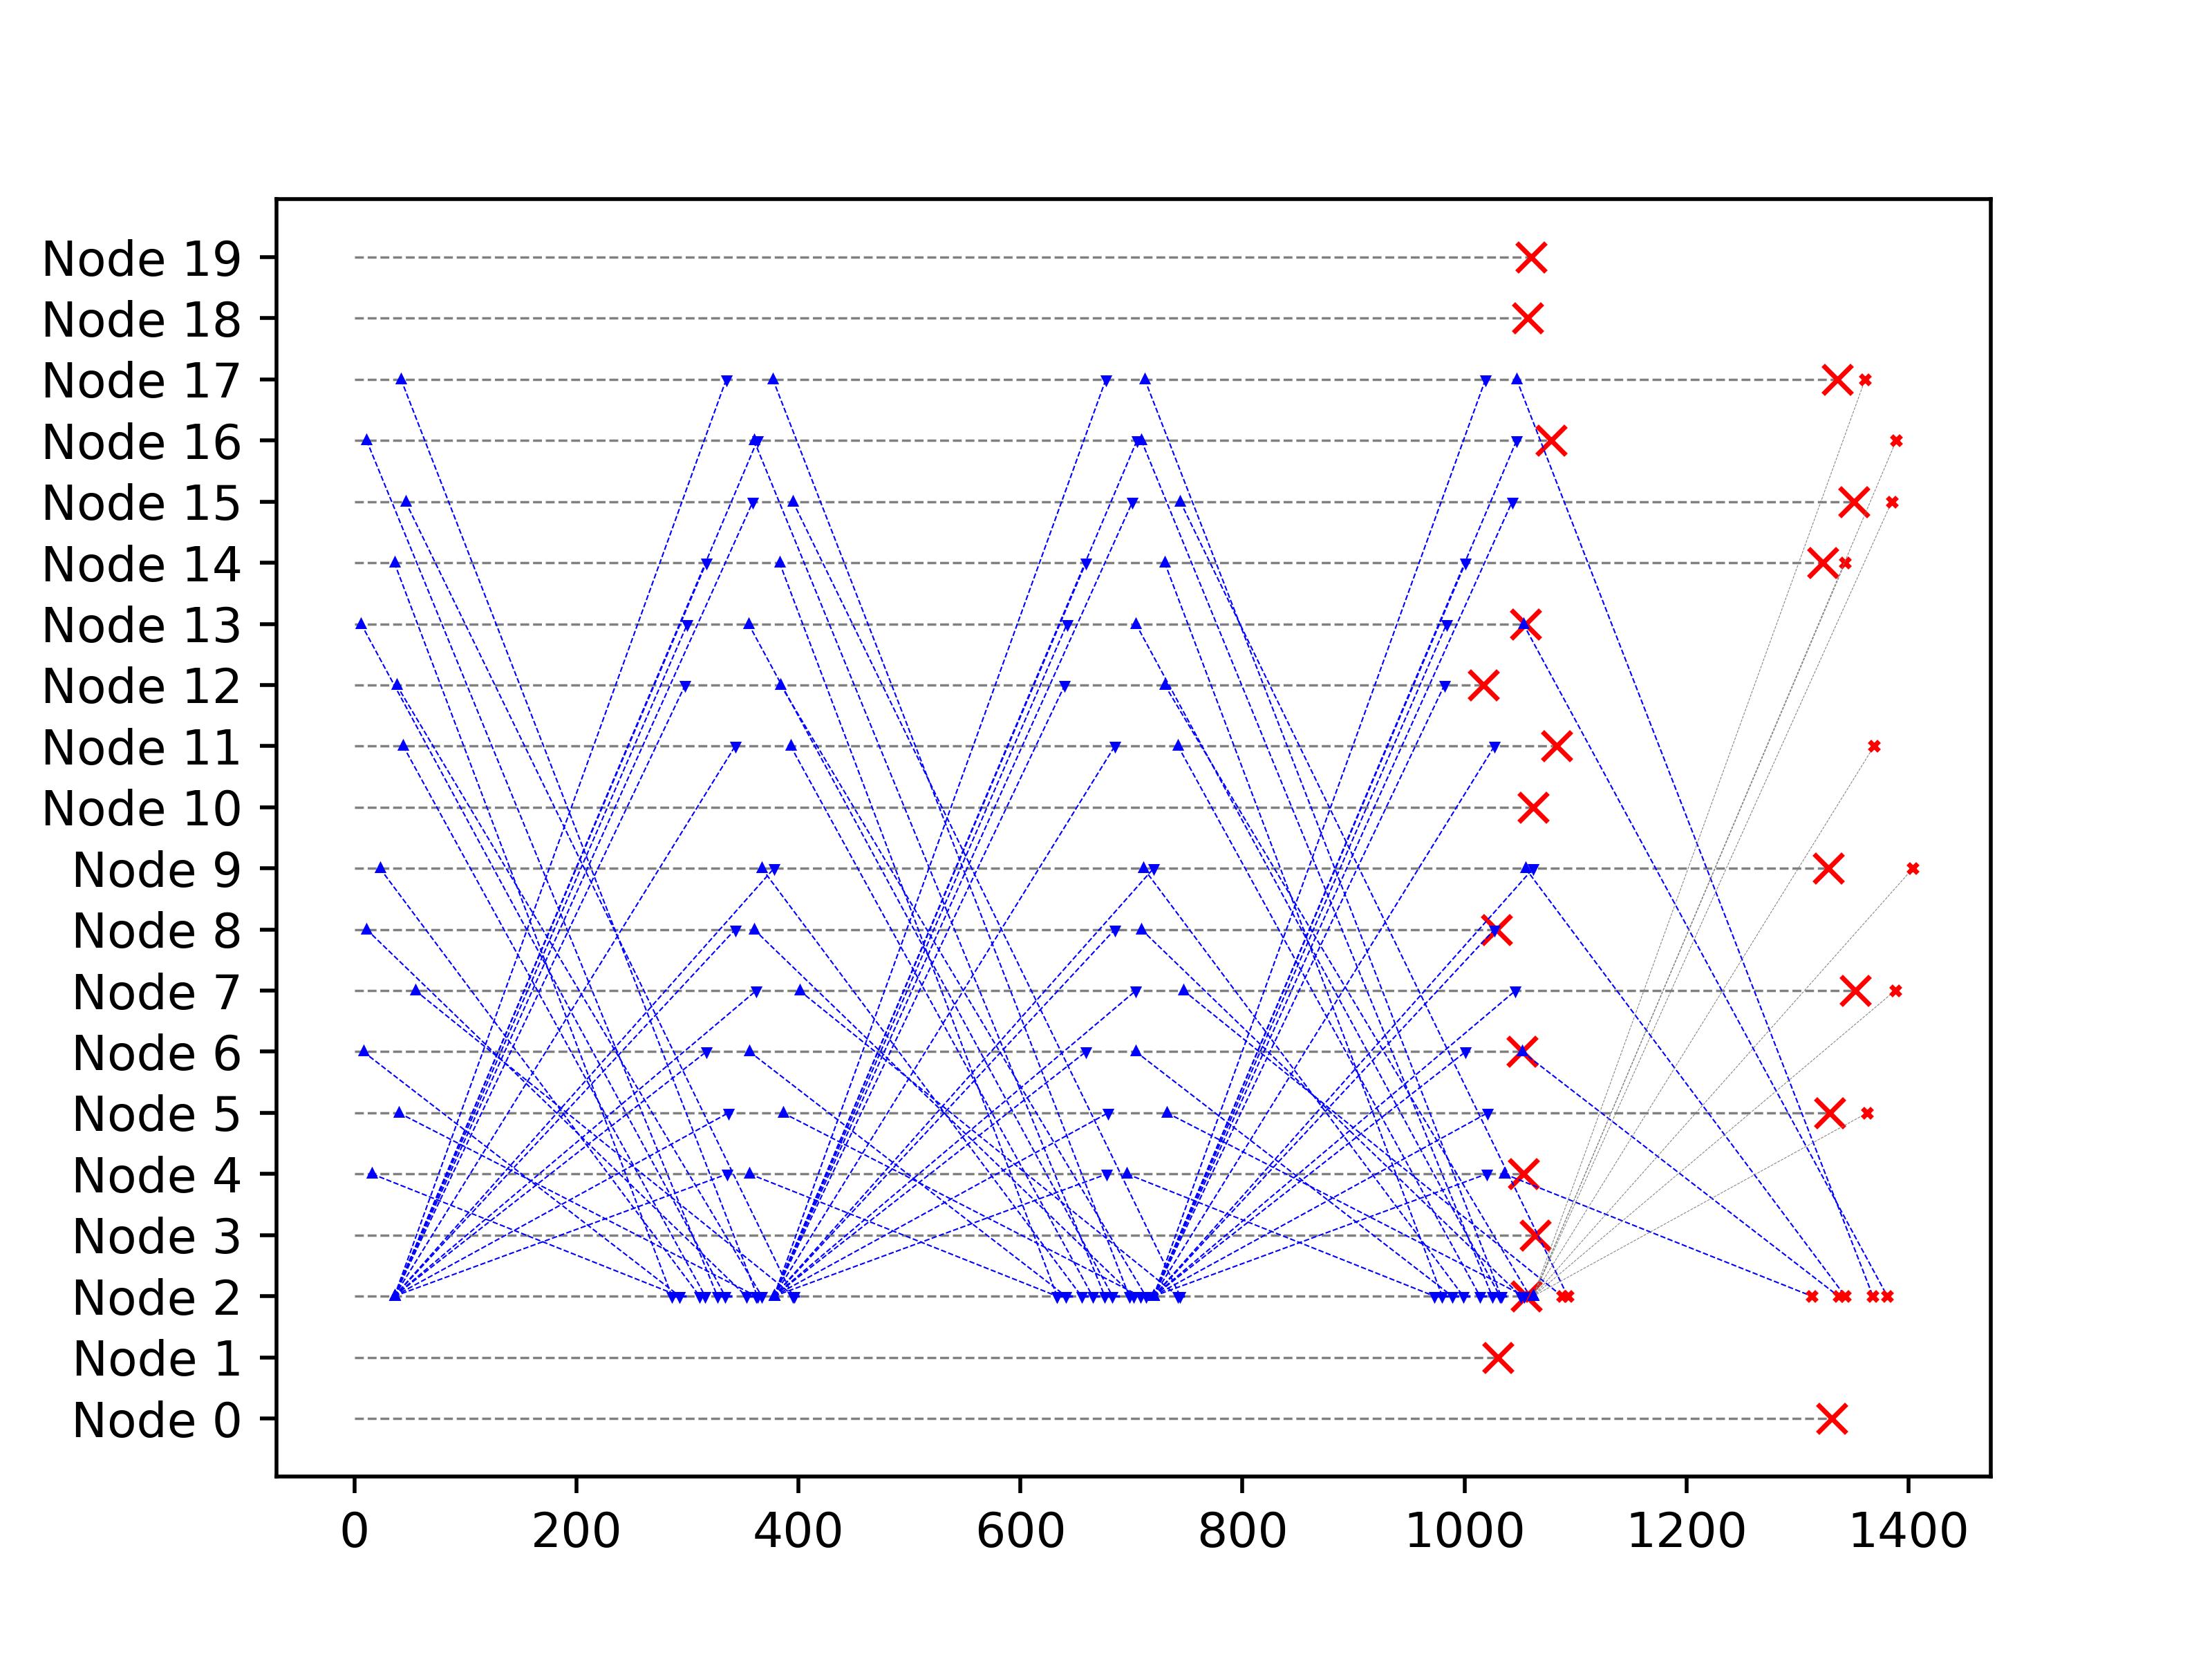 Node 19
Node 18
Node 17
Node 16
Node 15
Node 14
Node 13
Node 12
Node 11
Node 10
Node 9
Node 8
Node 7
Node 6
Node 5
Node 4
Node 3
Node 2
Node 1
Node 0
0 200 400 600 800 1000 1200 1400